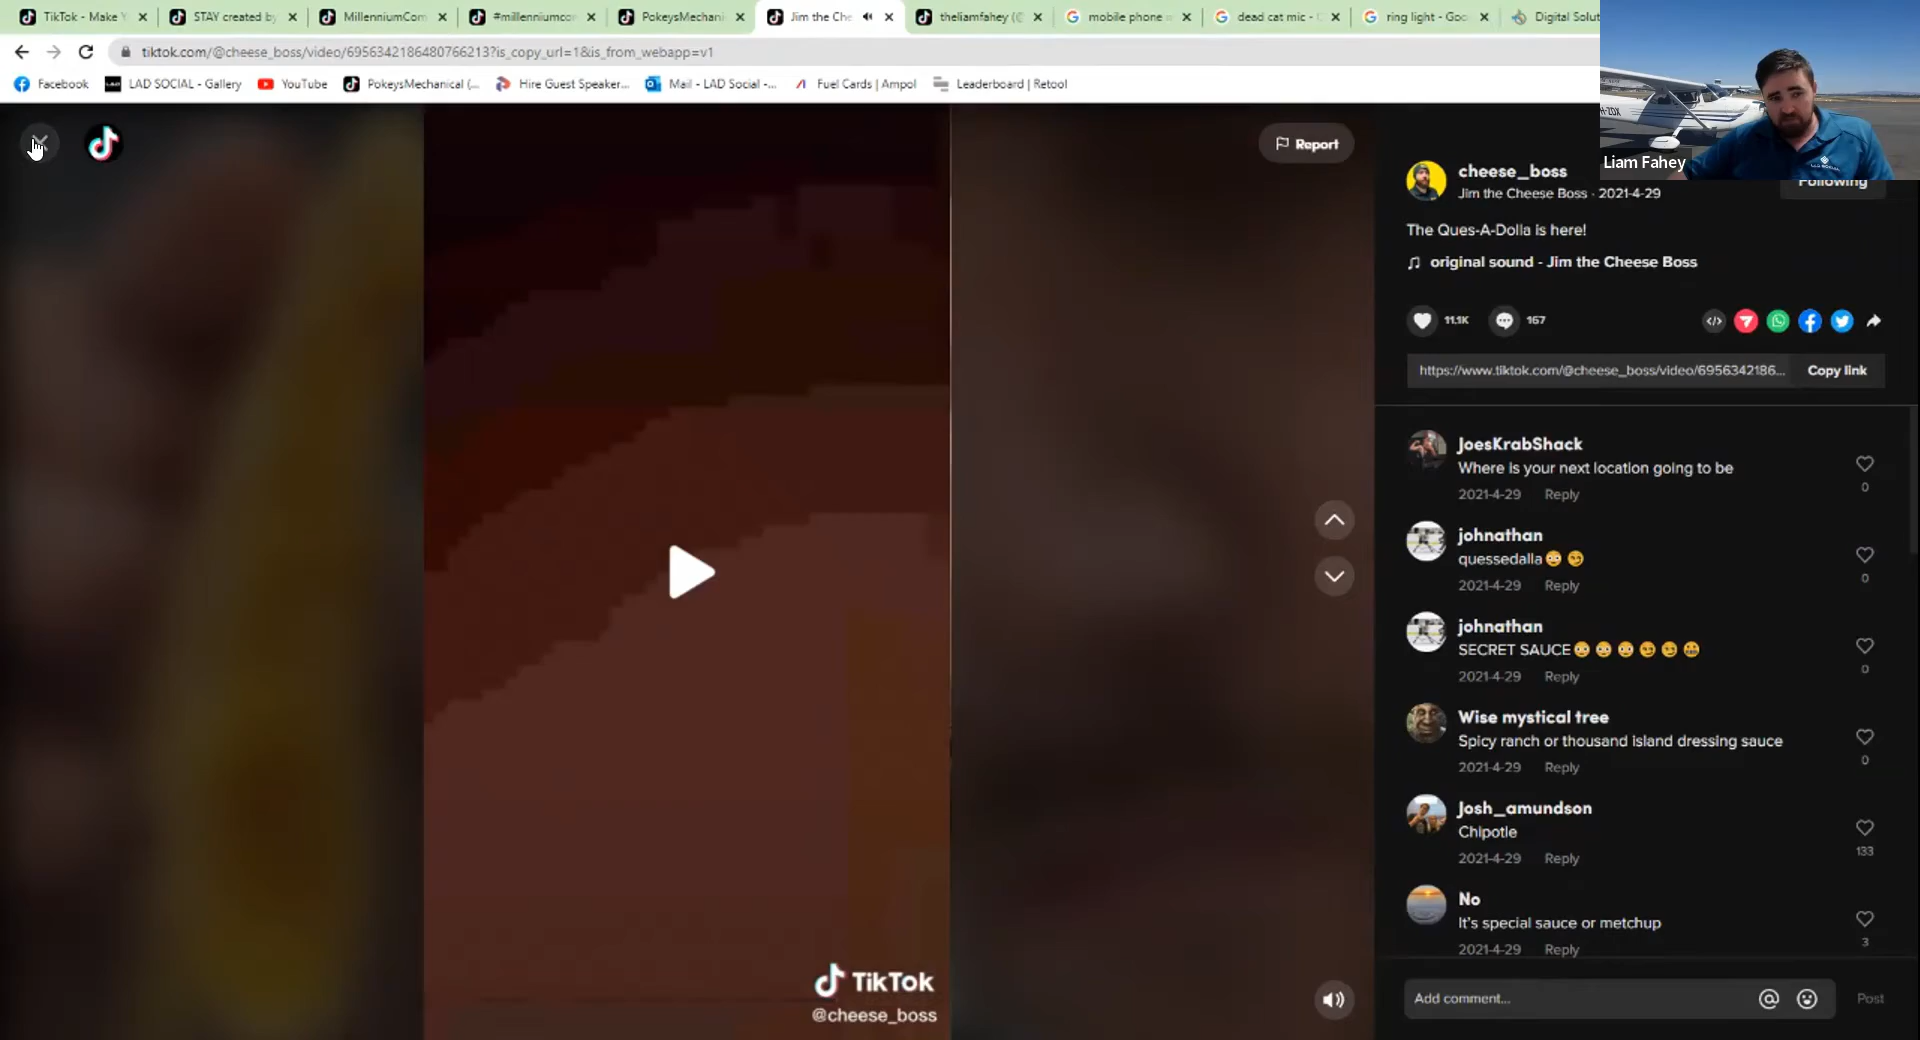 TikTok - Make Y
STAY created by
MillenniumCom
#millenniumcor
PokeysMechani
Jim the Che
theliamfahey (@
mobile phone
dead cat mic -
ring light - Goo
Digital Solut
tiktok.com/@cheese_boss/video/6956342186480766213?is_copy_url=1&is_from_webapp=v1
Facebook
LAD SOCIAL - Gallery
YouTube
PokeysMechanical (...
Hire Guest Speaker...
Mail - LAD Social -...
Fuel Cards | Ampol
Leaderboard | Retool
Liam Fahey
Report
cheese_boss
Jim the Cheese Boss · 2021-4-29
Following
The Ques-A-Dolla is here!
original sound - Jim the Cheese Boss
11.1K
167
https://www.tiktok.com/@cheese_boss/video/6956342186...
Copy link
JoesKrabShack
Where is your next location going to be
2021-4-29 Reply
0
johnathan
quessedalla😳 😏
2021-4-29 Reply
0
johnathan
SECRET SAUCE😳 😳 😳 😏 😏 😁
2021-4-29 Reply
0
Wise mystical tree
Spicy ranch or thousand island dressing sauce
2021-4-29 Reply
0
Josh_amundson
Chipotle
2021-4-29 Reply
133
No
It's special sauce or metchup
2021-4-29 Reply
3
TikTok
@cheese_boss
Add comment...
Post